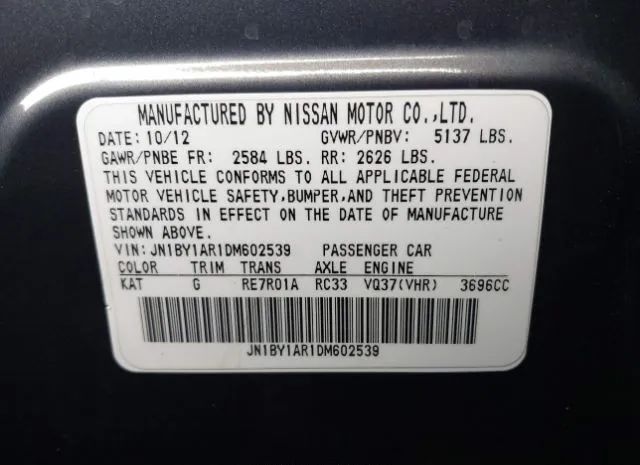 MANUFACTURED BY NISSAN MOTOR CO.,LTD.
DATE: 10/12 GVWR/PNBV: 5137 LBS.
GAWR/PNBE FR: 2584 LBS. RR: 2626 LBS.
THIS VEHICLE CONFORMS TO ALL APPLICABLE FEDERAL
MOTOR VEHICLE SAFETY,BUMPER,AND THEFT PREVENTION
STANDARDS IN EFFECT ON THE DATE OF MANUFACTURE
SHOWN ABOVE.
VIN: JN1BY1AR1DM602539 PASSENGER CAR
COLOR TRIM TRANS AXLE ENGINE
KAT G RE7R01A RC33 VQ37(VHR) 3696CC
JN1BY1AR1DM602539